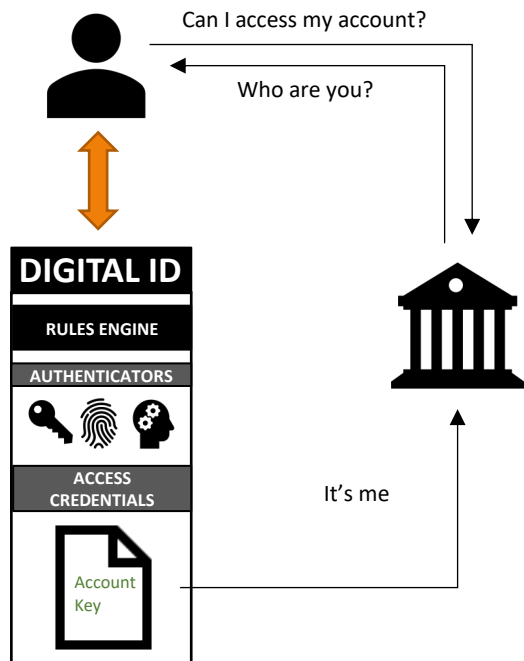 Can I access my account?
Who are you?
DIGITAL ID
RULES ENGINE
AUTHENTICATORS
ACCESS
CREDENTIALS
It's me
Account
Key